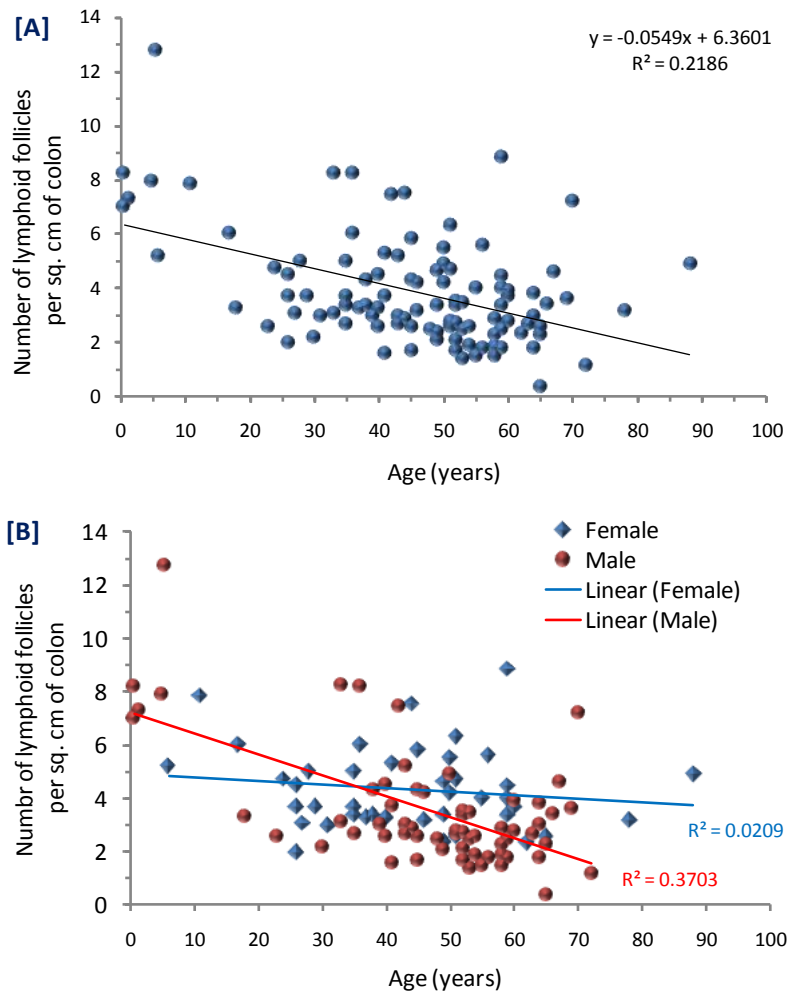 [A]
y = -0.0549x + 6.3601
R² = 0.2186
14
12
10
8
6
4
2
0
Number of lymphoid follicles
per sq. cm of colon
0 10 20 30 40 50 60 70 80 90 100
Age (years)
[B]
Female
Male
Linear (Female)
Linear (Male)
14
12
10
8
6
4
2
0
Numbr of lymphoid follicles
per sq. cm of colon
R² = 0.0209
R² = 0.3703
0 10 20 30 40 50 60 70 80 90 100
Age (years)